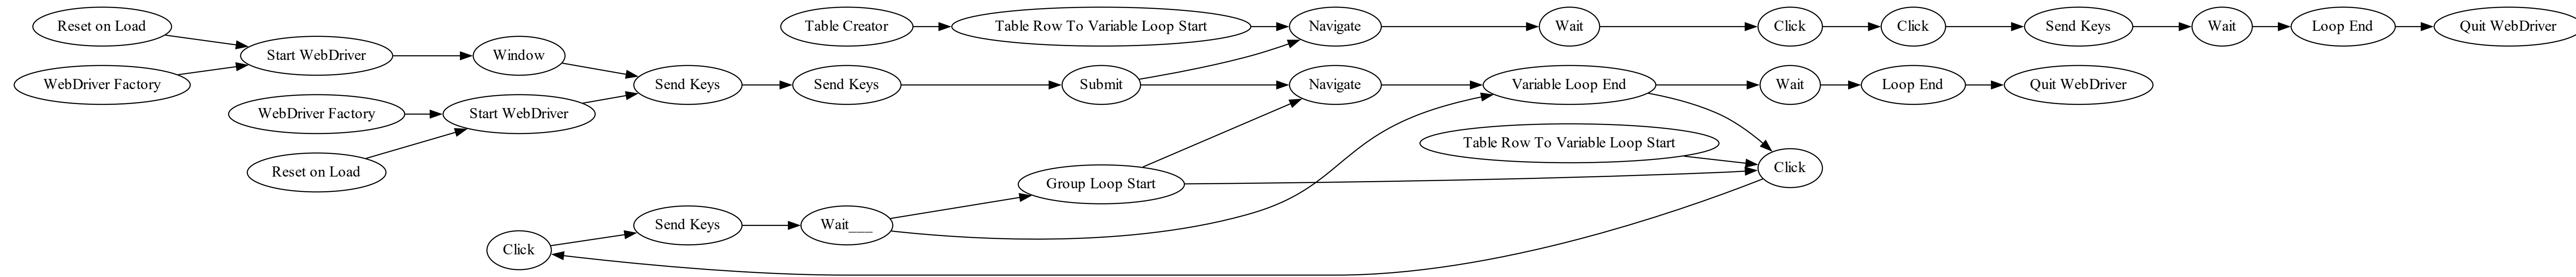 Reset on Load
Table Creator
Table Row To Variable Loop Start
Navigate
Wait
Click
Click
Send Keys
Wait
Loop End
Quit WebDriver
Start WebDriver
Window
WebDriver Factory
Send Keys
Send Keys
Submit
Navigate
Variable Loop End
Wait
Loop End
Quit WebDriver
WebDriver Factory
Start WebDriver
Table Row To Variable Loop Start
Reset on Load
Click
Group Loop Start
Send Keys
Wait___
Click